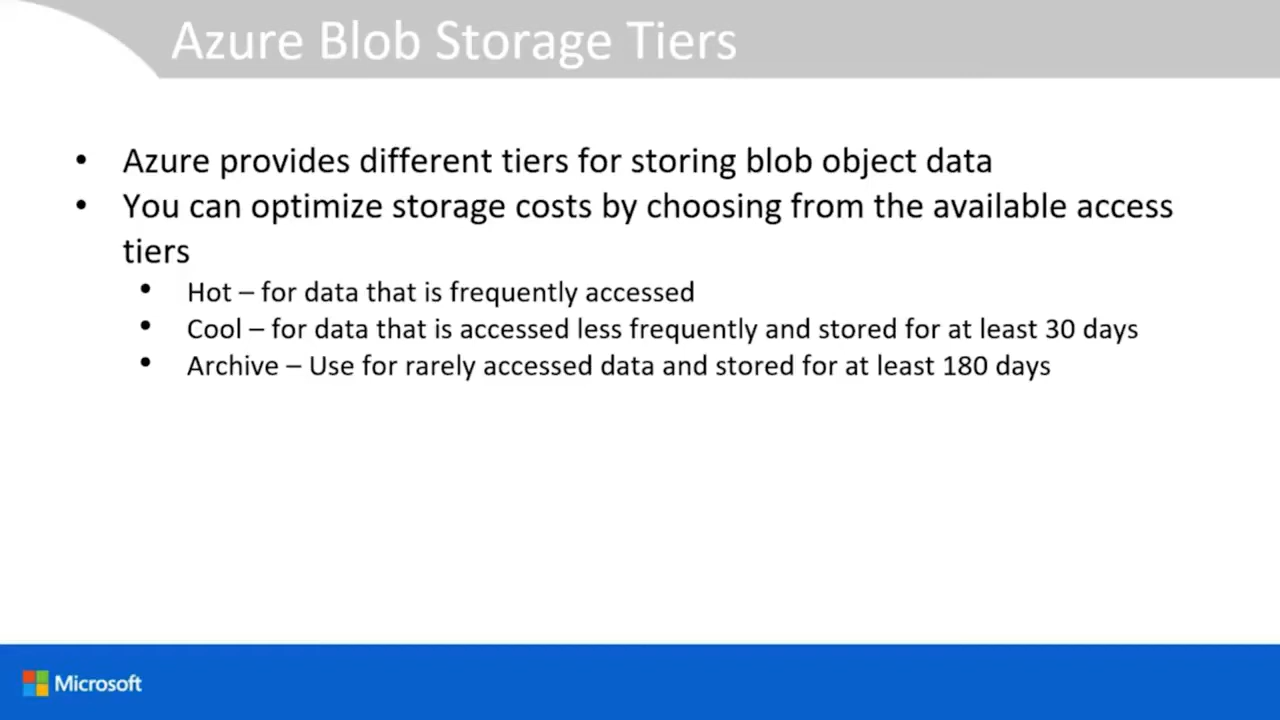 Azure Blob Storage Tiers
• Azure provides different tiers for storing blob object data
• You can optimize storage costs by choosing from the available access
tiers
• Hot – for data that is frequently accessed
• Cool – for data that is accessed less frequently and stored for at least 30 days
• Archive – Use for rarely accessed data and stored for at least 180 days
Microsoft